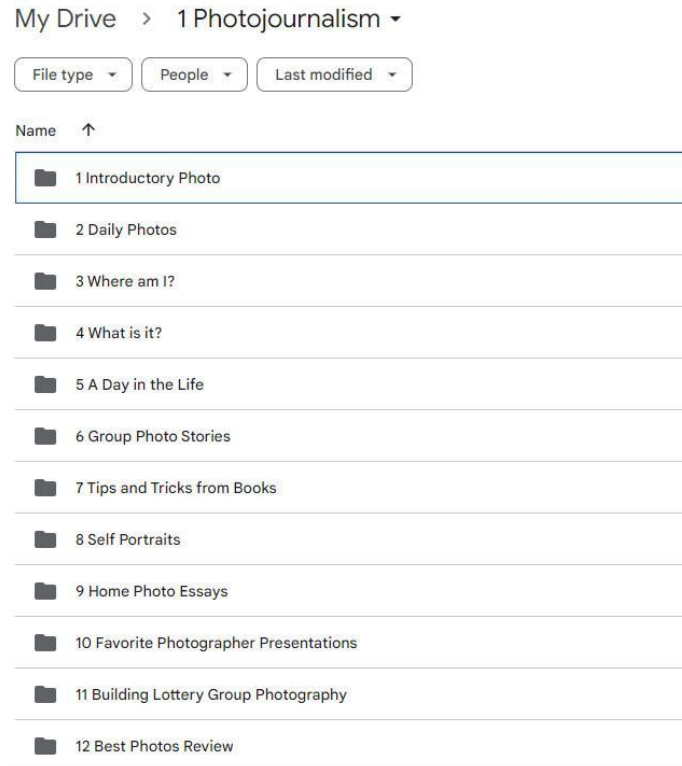 My Drive > 1 Photojournalism
File type People Last modified
Name
1 Introductory Photo
2 Daily Photos
3 Where am I?
4 What is it?
5 A Day in the Life
6 Group Photo Stories
7 Tips and Tricks from Books
8 Self Portraits
9 Home Photo Essays
10 Favorite Photographer Presentations
11 Building Lottery Group Photography
12 Best Photos Review